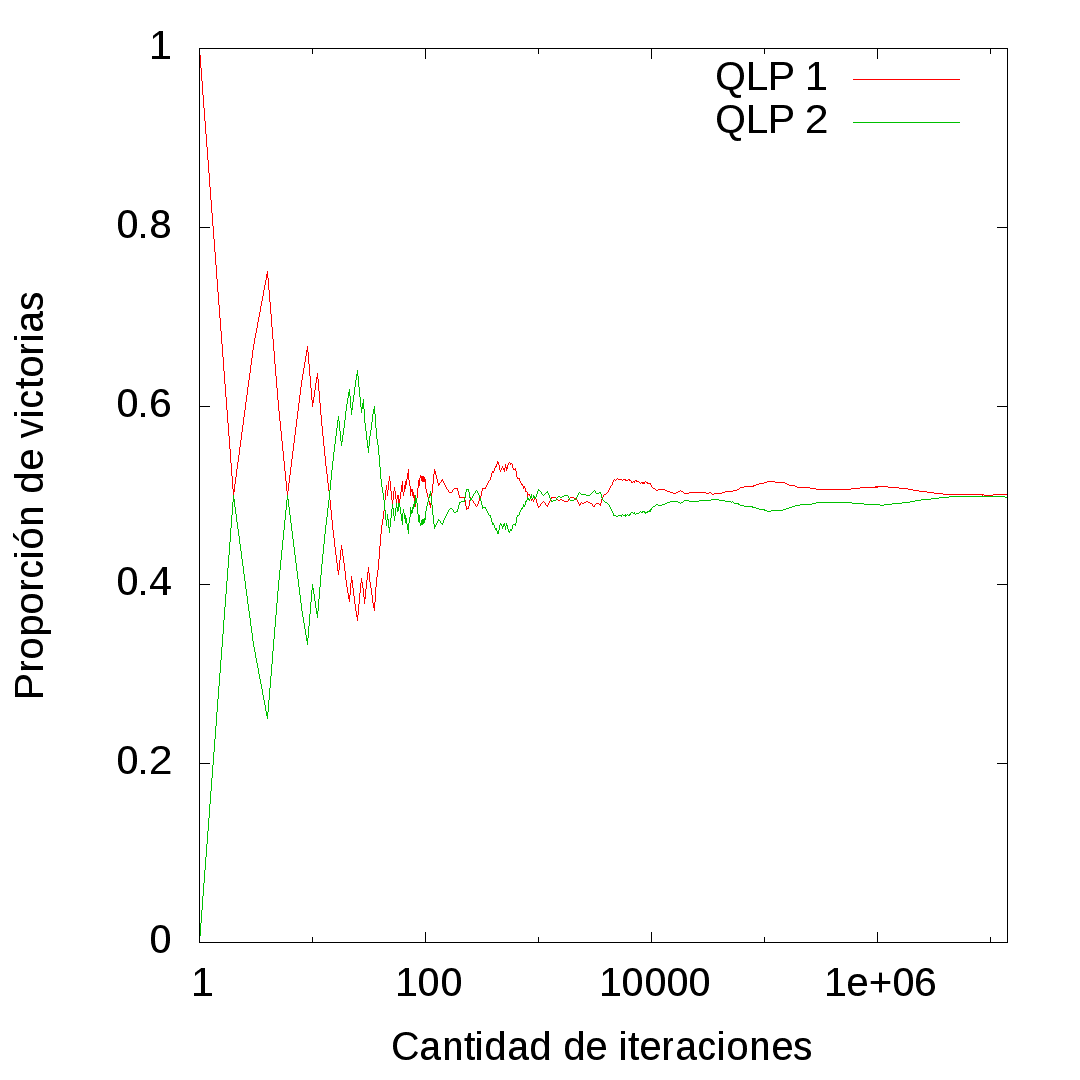 QLP 1
QLP 2
1
0.8
0.6
0.4
0.2
0
Proporción de victorias
1 100 10000 1e+06
Cantidad de iteraciones